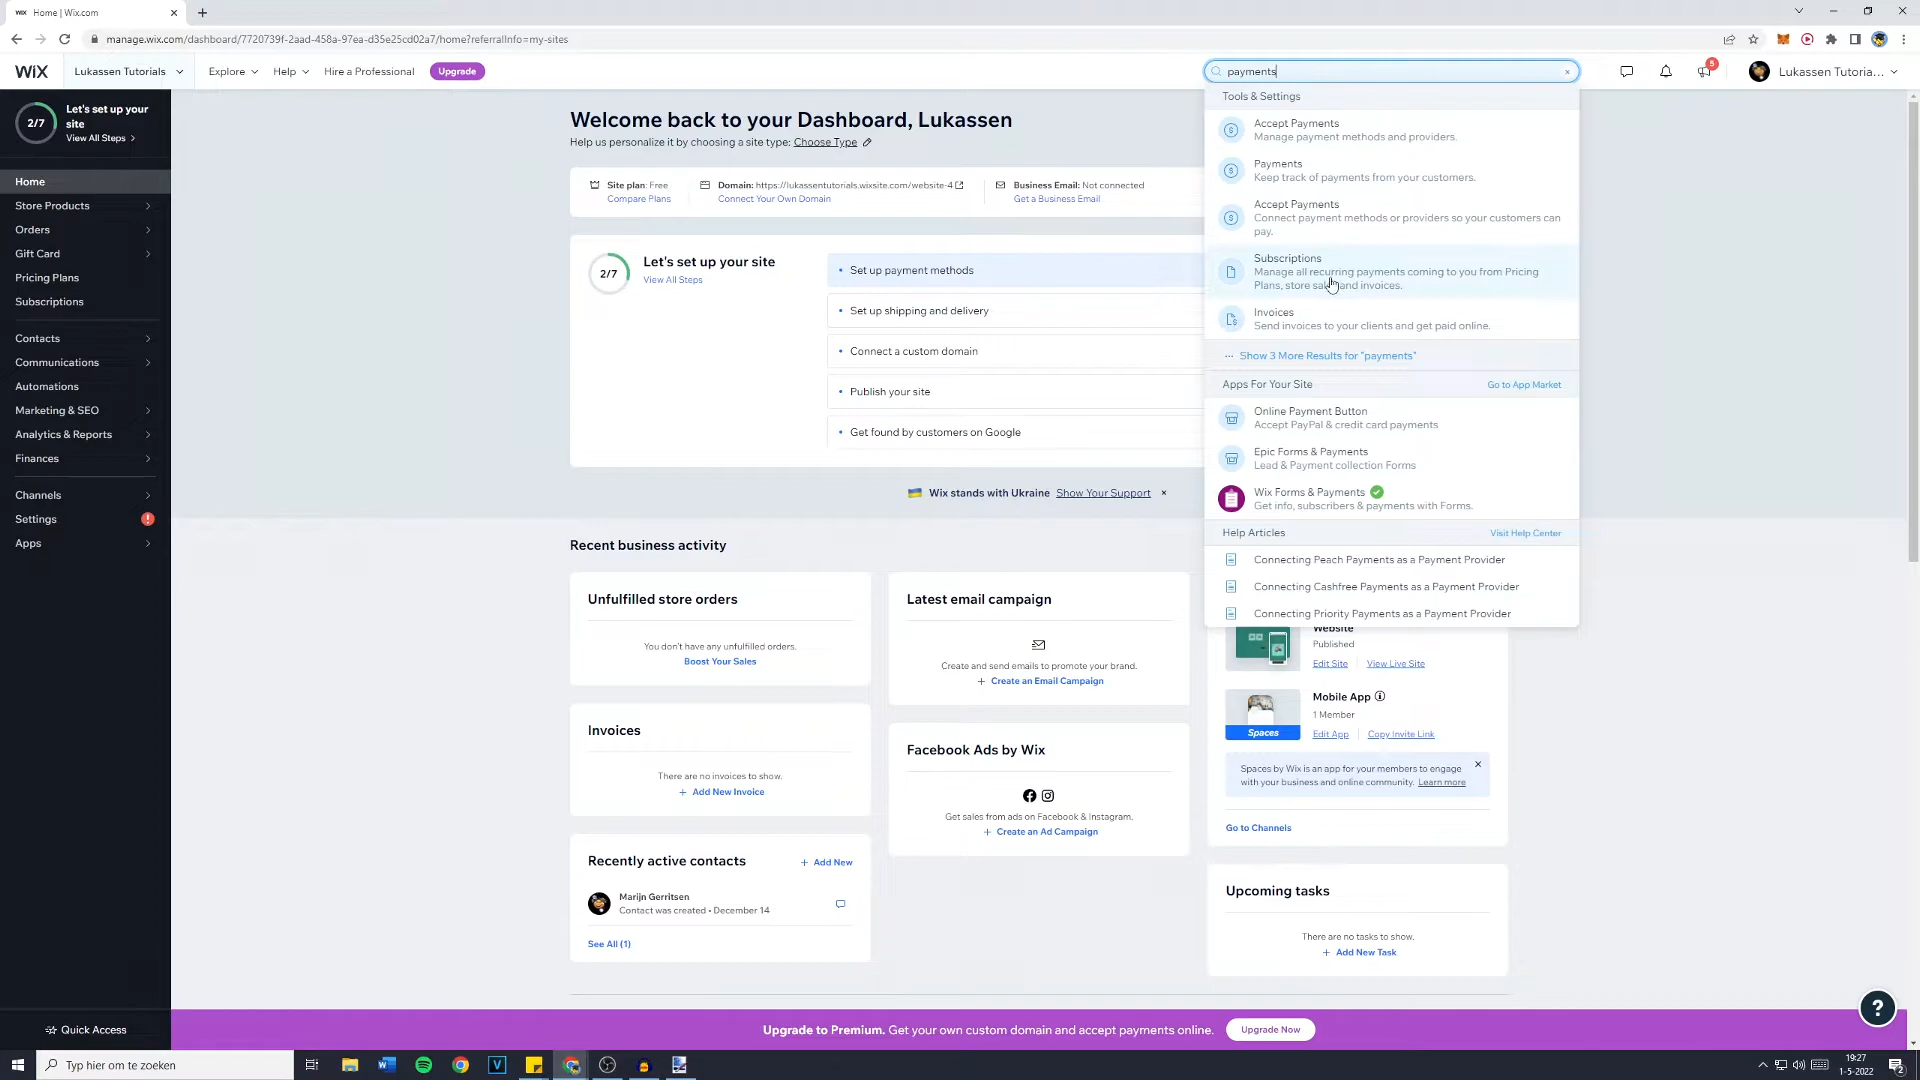 Home | Wix.com
manage.wix.com/dashboard/7720739f-2aad-458a-97ea-d35e25cd02a7/home?referralInfo=my-sites
WiX
Lukassen Tutorials
Explore
Help
Hire a Professional
Upgrade
payments
5
Lukassen Tutoria...
2/7
Let's set up your site
View All Steps >
Home
Store Products
Orders
Gift Card
Pricing Plans
Subscriptions
Contacts
Communications
Automations
Marketing & SEO
Analytics & Reports
Finances
Channels
Settings
Apps
Quick Access
Welcome back to your Dashboard, Lukassen
Help us personalize it by choosing a site type: Choose Type
Site plan: Free
Compare Plans
Domain: https://lukassentutorials.wixsite.com/website-4
Connect Your Own Domain
Business Email: Not connected
Get a Business Email
2/7
Let's set up your site
View All Steps
Set up payment methods
Set up shipping and delivery
Connect a custom domain
Publish your site
Get found by customers on Google
Wix stands with Ukraine Show Your Support ×
Tools & Settings
Accept Payments
Manage payment methods and providers.
Payments
Keep track of payments from your customers.
Accept Payments
Connect payment methods or providers so your customers can
pay.
Subscriptions
Manage all recurring payments coming to you from Pricing
Plans, store sales and invoices.
Invoices
Send invoices to your clients and get paid online.
... Show 3 More Results for "payments"
Apps For Your Site
Go to App Market
Online Payment Button
Accept PayPal & credit card payments
Epic Forms & Payments
Lead & Payment collection Forms
Wix Forms & Payments
Get info, subscribers & payments with Forms.
Help Articles
Visit Help Center
Connecting Peach Payments as a Payment Provider
Connecting Cashfree Payments as a Payment Provider
Connecting Priority Payments as a Payment Provider
Recent business activity
Unfulfilled store orders
You don't have any unfulfilled orders.
Boost Your Sales
Invoices
There are no invoices to show.
+ Add New Invoice
Recently active contacts
+ Add New
Marijn Gerritsen
Contact was created • December 14
See All (1)
Latest email campaign
Create and send emails to promote your brand.
+ Create an Email Campaign
Facebook Ads by Wix
Get sales from ads on Facebook & Instagram.
+ Create an Ad Campaign
Website
Published
Edit Site
View Live Site
Spaces
Mobile App
1 Member
Edit App
Copy Invite Link
Spaces by Wix is an app for your members to engage
with your business and online community. Learn more
Go to Channels
Upcoming tasks
There are no tasks to show.
+ Add New Task
Upgrade to Premium. Get your own custom domain and accept payments online.
Upgrade Now
?
Typ hier om te zoeken
19:27
1-5-2022
2